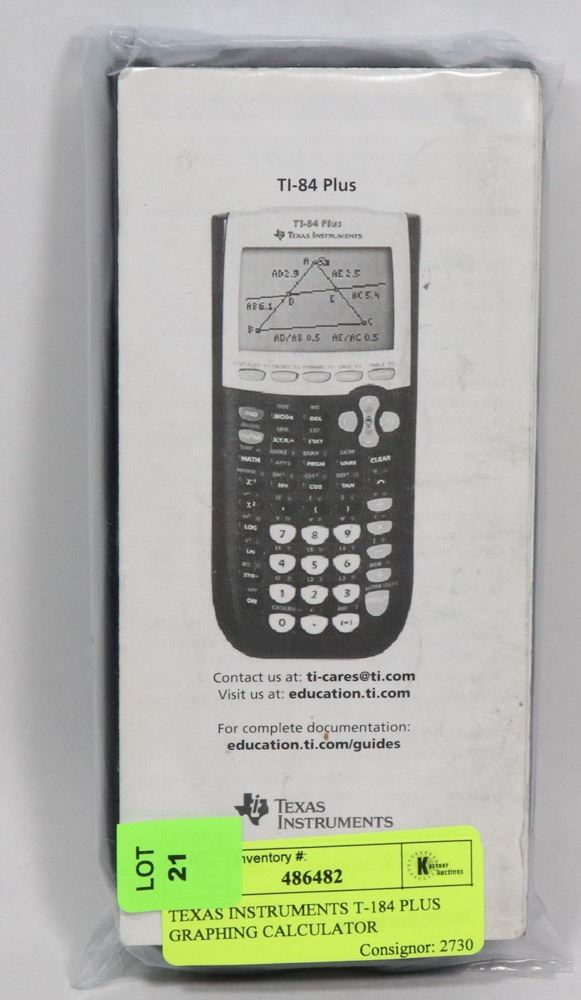 TI-84 Plus
TI-84 Plus
TEXAS INSTRUMENTS
A
AD2.9
AE2.5
AB6.1
D
E
AC5.4
B
C
AD/AB 0.5 AE/AC 0.5
MODE
DEL
STAT
MATH
PRGM
VARS
CLEAR
SIN
COS
TAN
7 8 9
LOG
4 5 6
LN
STO▸
1 2 3
ON
0 . (-)
Contact us at: ti-cares@ti.com
Visit us at: education.ti.com
For complete documentation:
education.ti.com/guides
TEXAS
INSTRUMENTS
LOT
21
nventory #:
486482
Kastner
Auctions
TEXAS INSTRUMENTS T-184 PLUS
GRAPHING CALCULATOR
Consignor: 2730